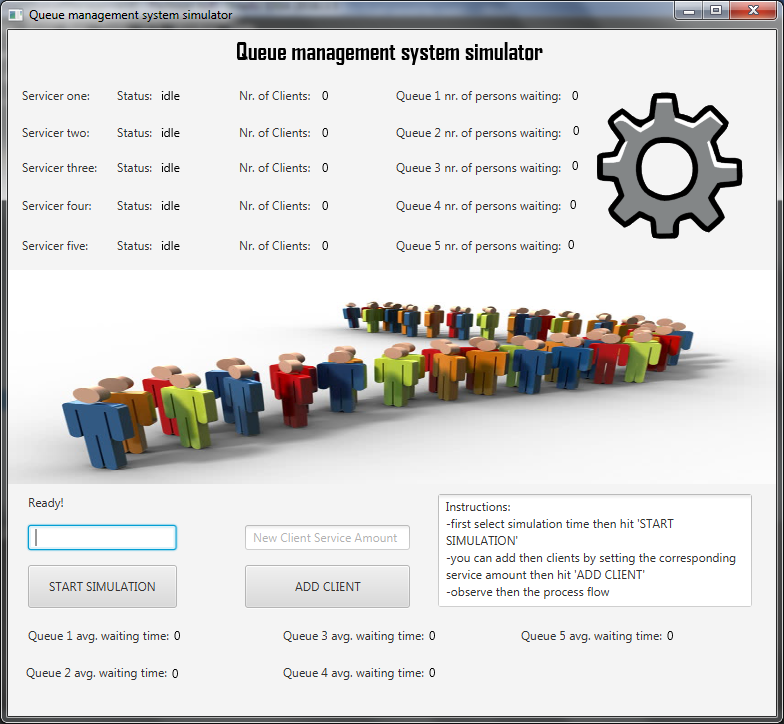 Queue management system simulator
Queue management system simulator
Servicer one: Status: idle Nr. of Clients: 0 Queue 1 nr. of persons waiting: 0
Servicer two: Status: idle Nr. of Clients: 0 Queue 2 nr. of persons waiting: 0
Servicer three: Status: idle Nr. of Clients: 0 Queue 3 nr. of persons waiting: 0
Servicer four: Status: idle Nr. of Clients: 0 Queue 4 nr. of persons waiting: 0
Servicer five: Status: idle Nr. of Clients: 0 Queue 5 nr. of persons waiting: 0
Ready!
New Client Service Amount
START SIMULATION
ADD CLIENT
Instructions:
-first select simulation time then hit 'START
SIMULATION'
-you can add then clients by setting the corresponding
service amount then hit 'ADD CLIENT'
-observe then the process flow
Queue 1 avg. waiting time: 0 Queue 3 avg. waiting time: 0 Queue 5 avg. waiting time: 0
Queue 2 avg. waiting time: 0 Queue 4 avg. waiting time: 0